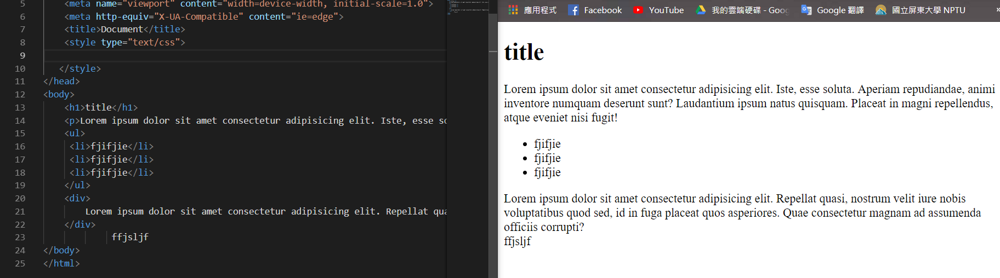 5 <meta name="viewport" content="width=device-width, initial-scale=1.0">
6 <meta http-equiv="X-UA-Compatible" content="ie=edge">
7 <title>Document</title>
8 <style type="text/css">
9
10 </style>
11 </head>
12 <body>
13 <h1>title</h1>
14 <p>Lorem ipsum dolor sit amet consectetur adipisicing elit. Iste, esse so
15 <ul>
16 <li>fjifjie</li>
17 <li>fjifjie</li>
18 <li>fjifjie</li>
19 </ul>
20 <div>
21 Lorem ipsum dolor sit amet consectetur adipisicing elit. Repellat qua
22 </div>
23 ffjsljf
24 </body>
25 </html>
應用程式 Facebook YouTube 我的雲端硬碟 - Goog Google 翻譯 國立屏東大學 NPTU »
title
Lorem ipsum dolor sit amet consectetur adipisicing elit. Iste, esse soluta. Aperiam repudiandae, animi
inventore numquam deserunt sunt? Laudantium ipsum natus quisquam. Placeat in magni repellendus,
atque eveniet nisi fugit!
• fjifjie
• fjifjie
• fjifjie
Lorem ipsum dolor sit amet consectetur adipisicing elit. Repellat quasi, nostrum velit iure nobis
voluptatibus quod sed, id in fuga placeat quos asperiores. Quae consectetur magnam ad assumenda
officiis corrupti?
ffjsljf